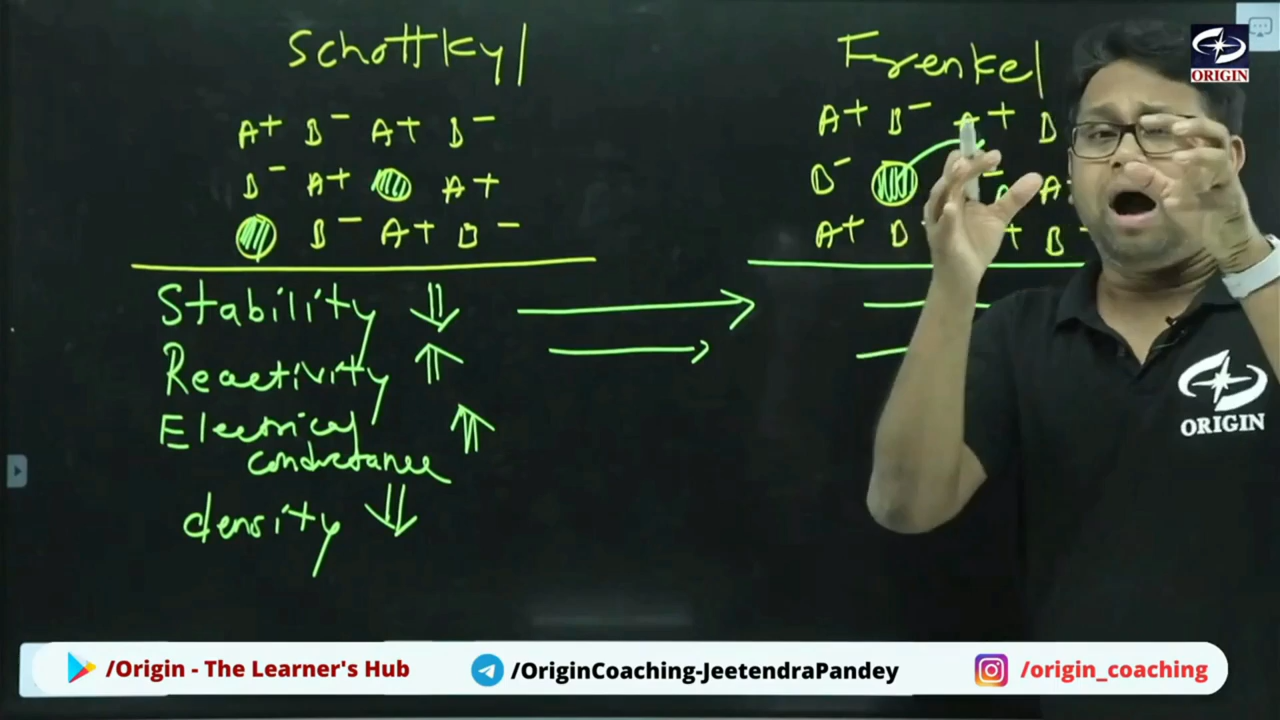 Schottky
Frenkel
A+ B- A+ B-
B- A+ A+
B- A+ B-
A+ B- A+ B
B- A
A+ B + B-
Stability ⇓
Reactivity ⇑
Electrical ⇑
conductance
density ⇓
ORIGIN
ORIGIN
/Origin - The Learner's Hub
/OriginCoaching-JeetendraPandey
/origin_coaching